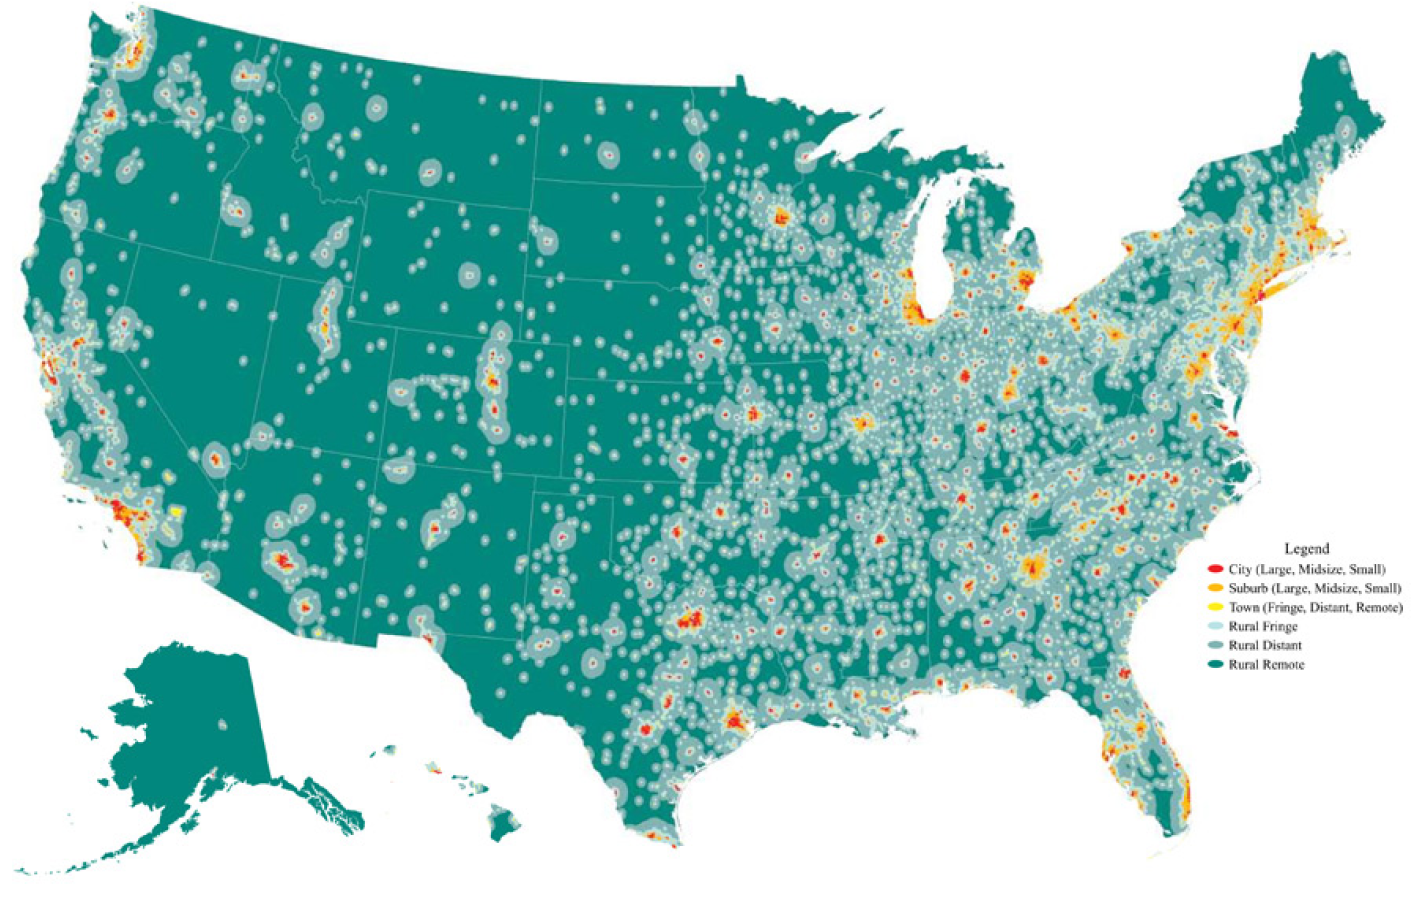 Legend
City (Large, Midsize, Small)
Suburb (Large, Midsize, Small)
Town (Fringe, Distant, Remote)
Rural Fringe
Rural Distant
Rural Remote